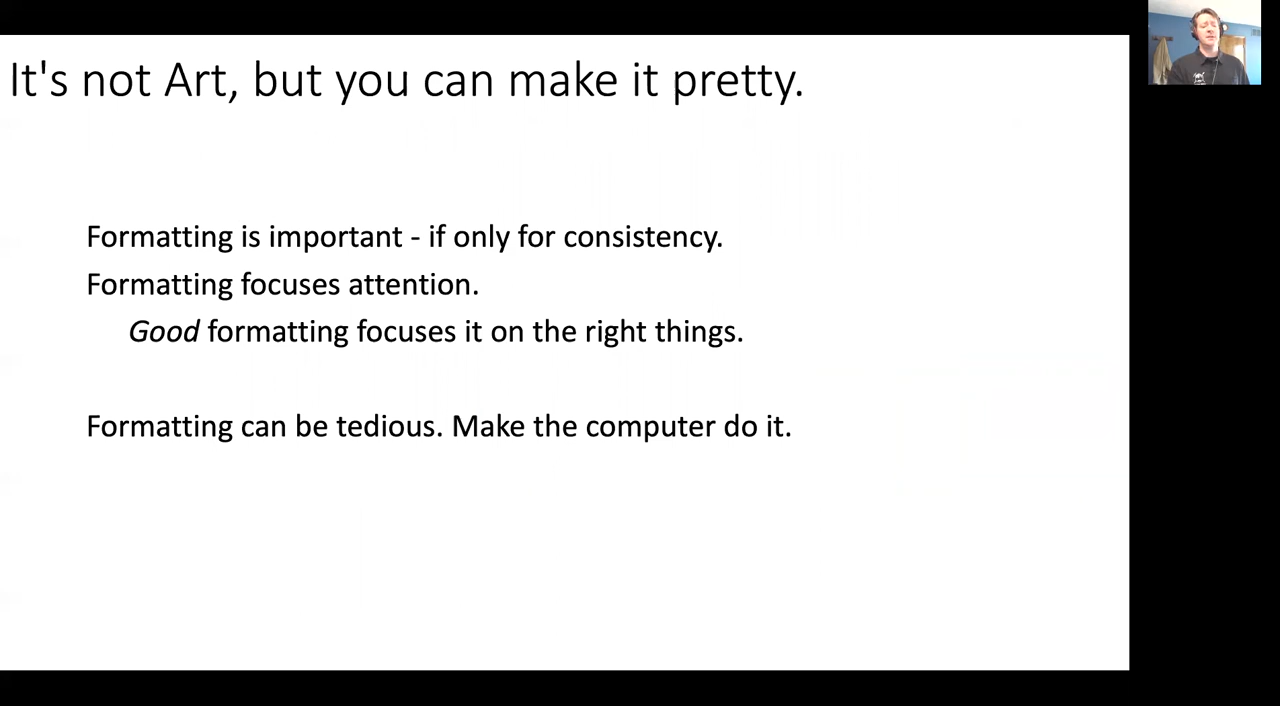 It's not Art, but you can make it pretty.
Formatting is important - if only for consistency.
Formatting focuses attention.
Good formatting focuses it on the right things.
Formatting can be tedious. Make the computer do it.